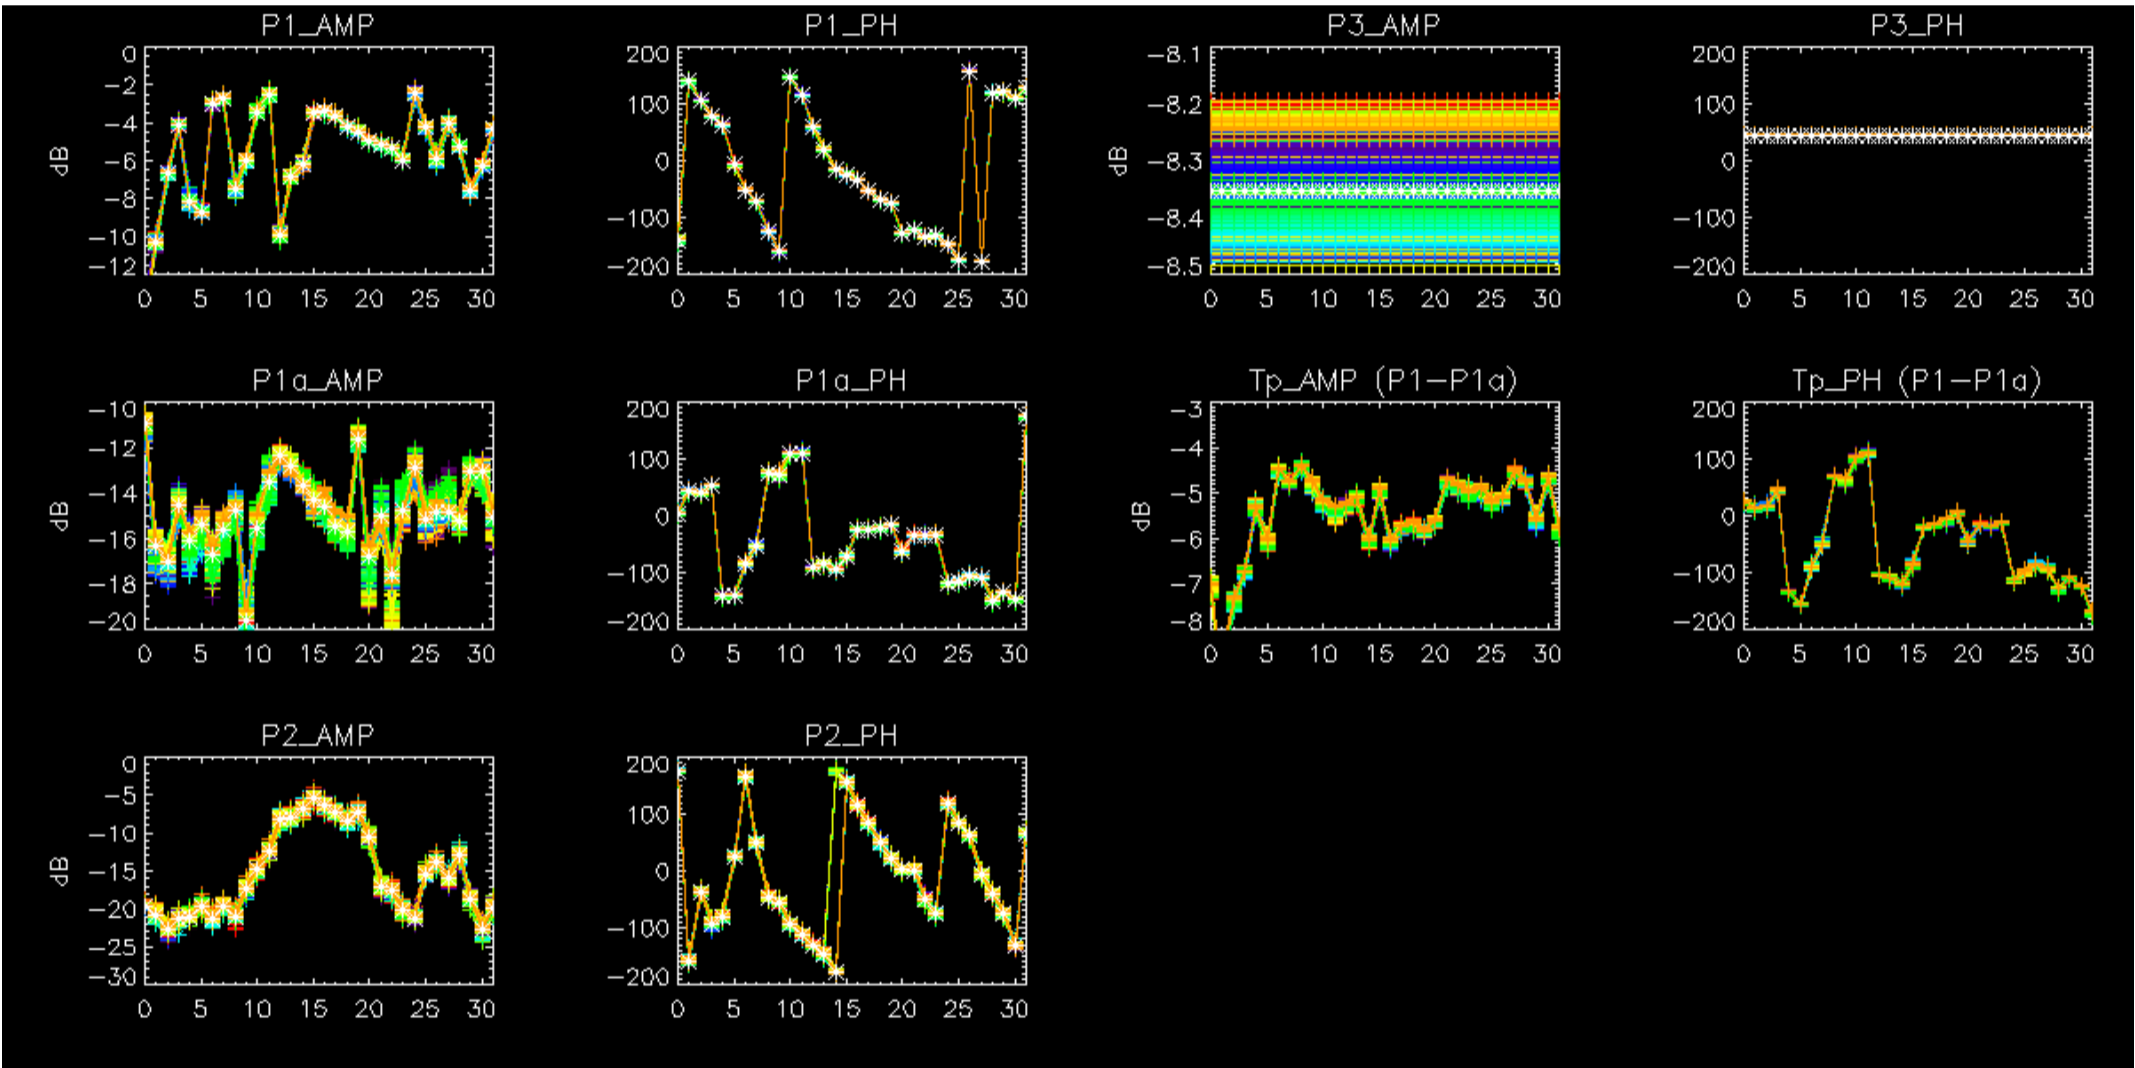 P1_AMP
0
-2
-4
-6
-8
-10
-12
dB
0 5 10 15 20 25 30
P1_PH
200
100
0
-100
-200
0 5 10 15 20 25 30
P3_AMP
-8.1
-8.2
-8.3
-8.4
-8.5
dB
0 5 10 15 20 25 30
P3_PH
200
100
0
-100
-200
0 5 10 15 20 25 30
P1a_AMP
-10
-12
-14
-16
-18
-20
dB
0 5 10 15 20 25 30
P1a_PH
200
100
0
-100
-200
0 5 10 15 20 25 30
Tp_AMP (P1-P1a)
-3
-4
-5
-6
-7
-8
dB
0 5 10 15 20 25 30
Tp_PH (P1-P1a)
200
100
0
-100
-200
0 5 10 15 20 25 30
P2_AMP
0
-5
-10
-15
-20
-25
-30
dB
0 5 10 15 20 25 30
P2_PH
200
100
0
-100
-200
0 5 10 15 20 25 30